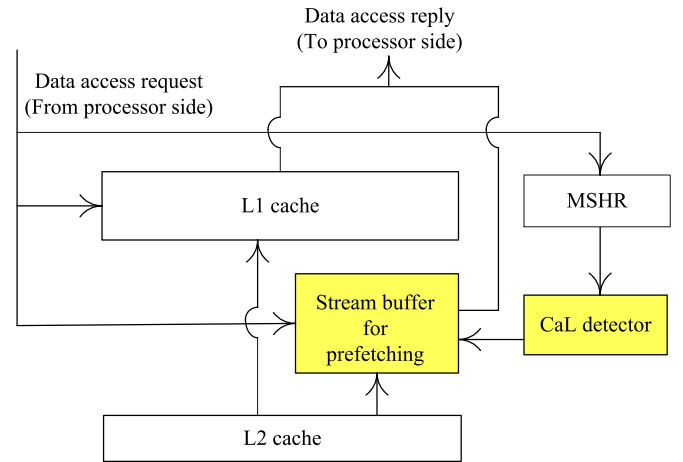 Data access reply
(To processor side)
Data access request
(From processor side)
L1 cache
MSHR
Stream buffer
for
prefetching
CaL detector
L2 cache